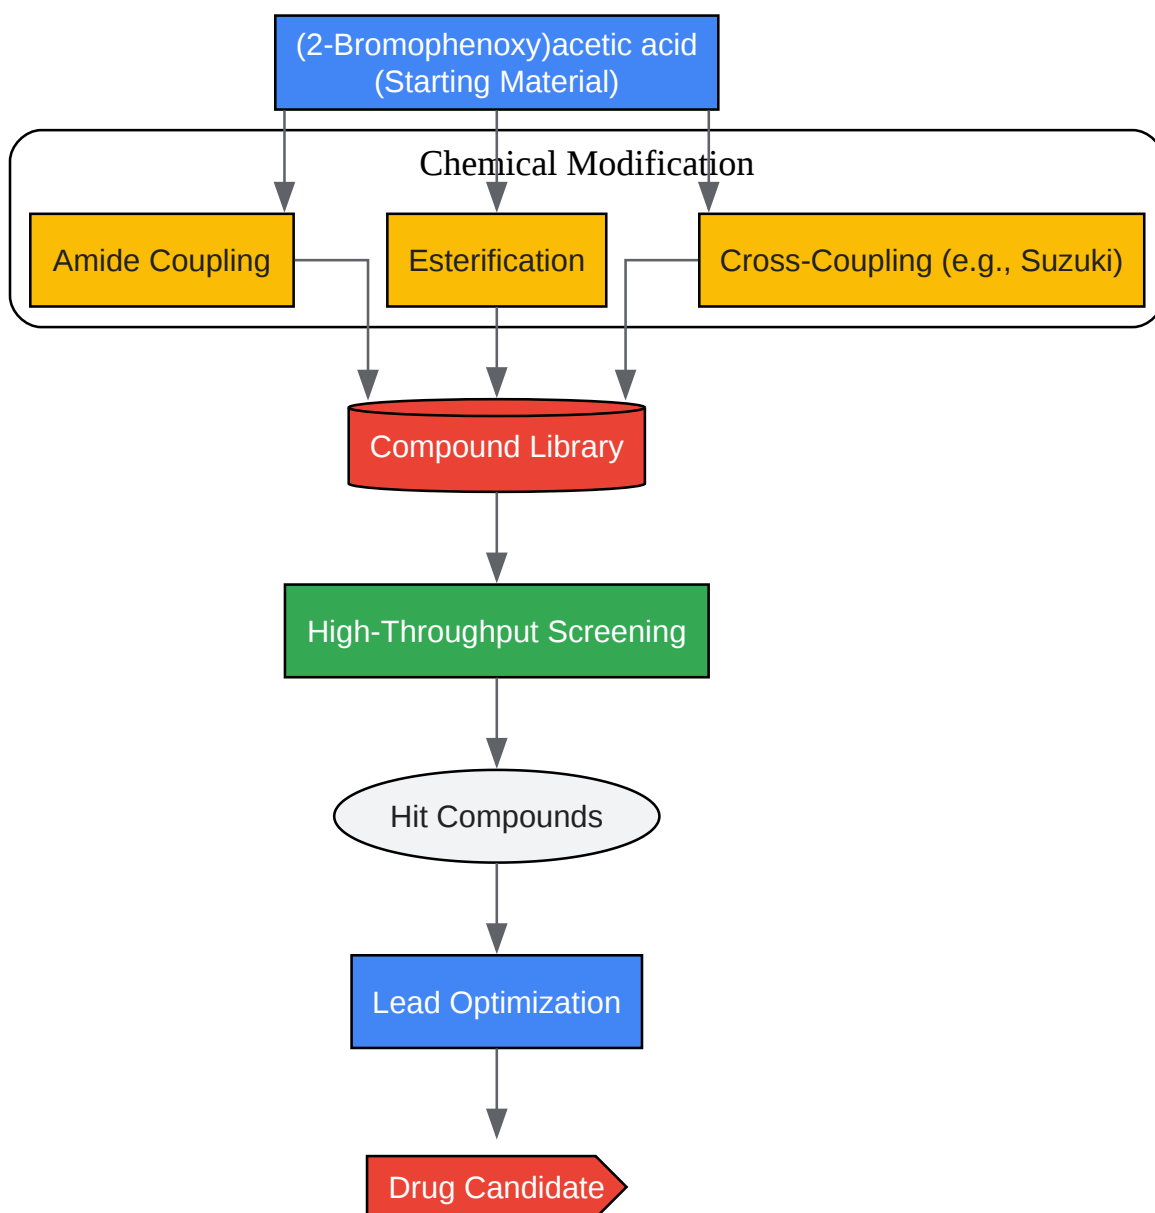 (2-Bromophenoxy)acetic acid
(Starting Material)
Chemical Modification
Amide Coupling
Esterification
Cross-Coupling (e.g., Suzuki)
Compound Library
High-Throughput Screening
Hit Compounds
Lead Optimization
Drug Candidate